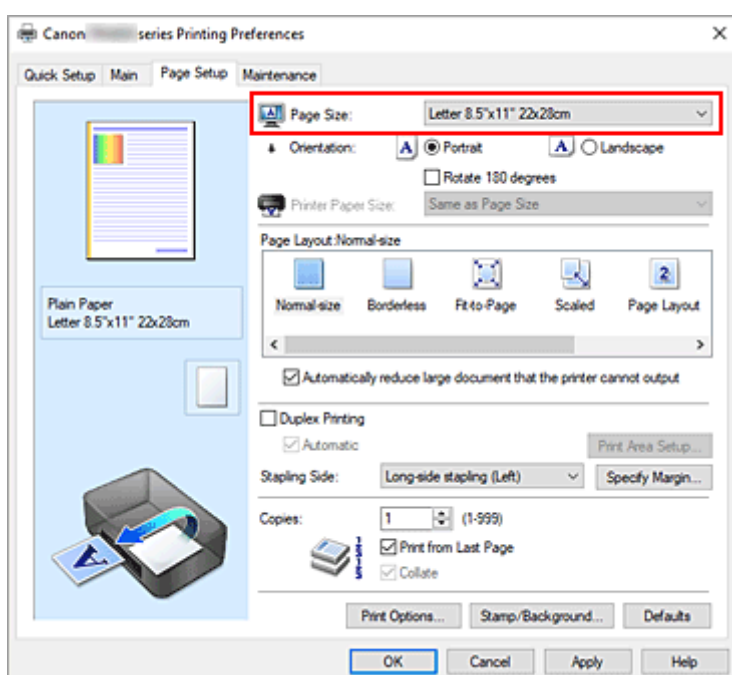 Canon series Printing Preferences
Quick Setup Main Page Setup Maintenance
Page Size: Letter 8.5"x11" 22x28cm
Orientation: A Portrait A Landscape
Rotate 180 degrees
Printer Paper Size: Same as Page Size
Page Layout:Normal-size
2
Normal-size Borderless Fit-to-Page Scaled Page Layout
Plain Paper
Letter 8.5"x11" 22x28cm
Automatically reduce large document that the printer cannot output
Duplex Printing
Automatic
Print Area Setup...
Stapling Side: Long-side stapling (Left) Specify Margin...
Copies: 1 (1-999)
Print from Last Page
Collate
A
Print Options... Stamp/Background... Defaults
OK Cancel Apply Help